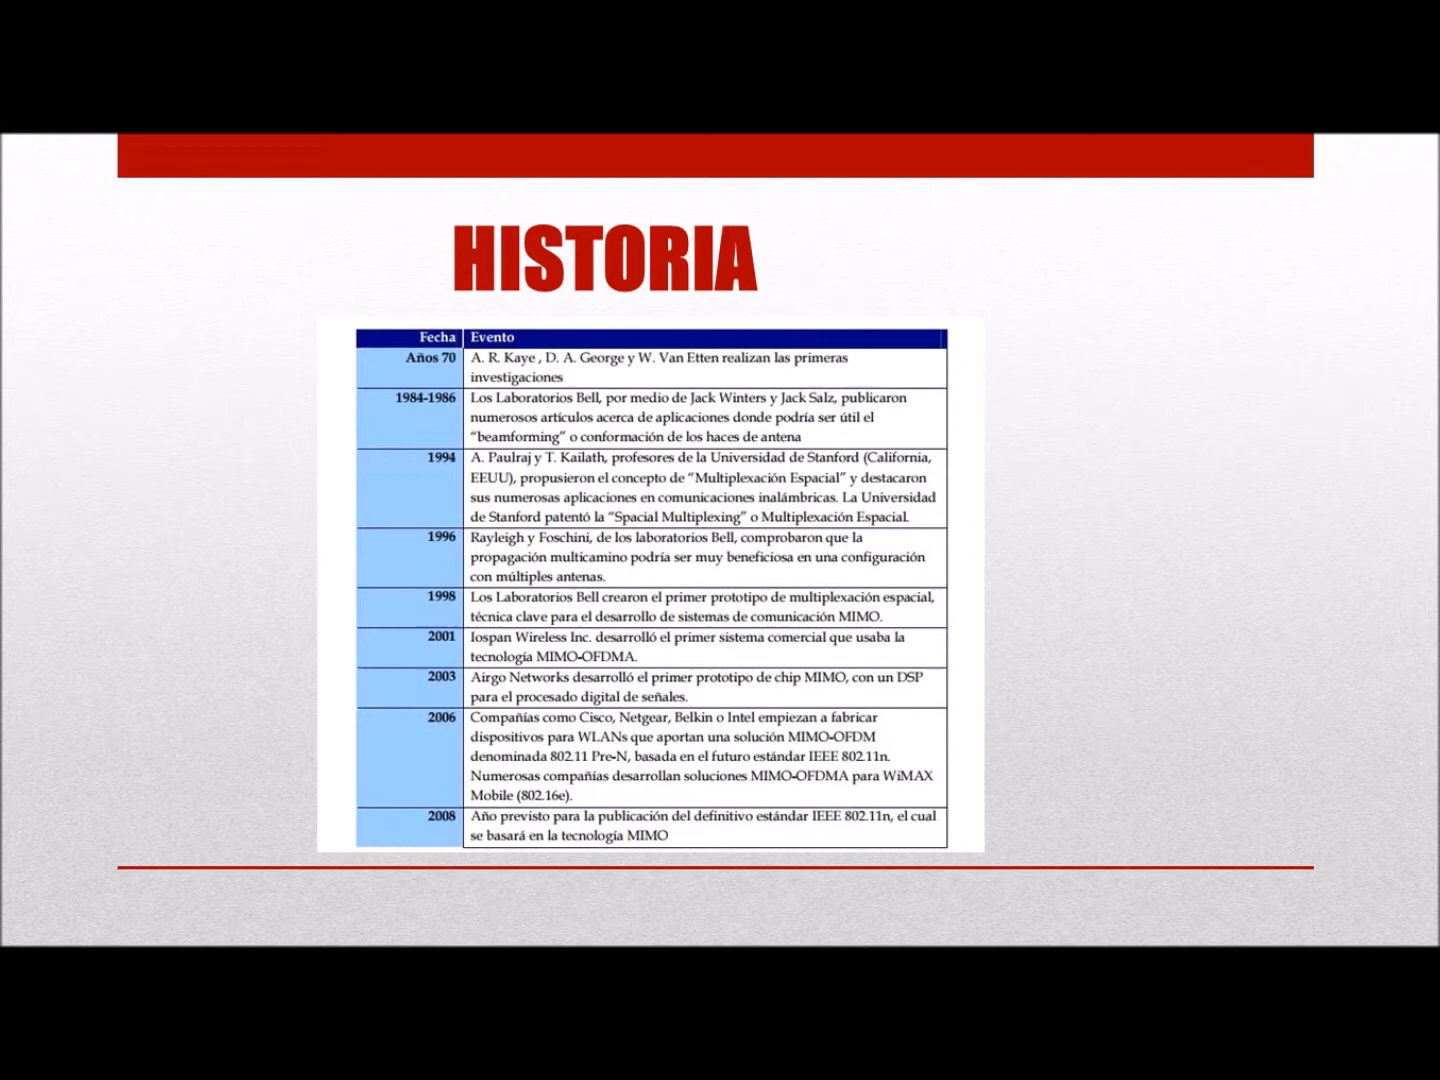 HISTORIA
Fecha Evento
Años 70 A. R. Kaye , D. A. George y W. Van Etten realizan las primeras
investigaciones
1984-1986 Los Laboratorios Bell, por medio de Jack Winters y Jack Salz, publicaron
numerosos artículos acerca de aplicaciones donde podría ser útil el
“beamforming” o conformación de los haces de antena
1994 A. Paulraj y T. Kailath, profesores de la Universidad de Stanford (California,
EEUU), propusieron el concepto de “Multiplexación Espacial” y destacaron
sus numerosas aplicaciones en comunicaciones inalámbricas. La Universidad
de Stanford patentó la “Spacial Multiplexing” o Multiplexación Espacial.
1996 Rayleigh y Foschini, de los laboratorios Bell, comprobaron que la
propagación multicamino podría ser muy beneficiosa en una configuración
con múltiples antenas.
1998 Los Laboratorios Bell crearon el primer prototipo de multiplexación espacial,
técnica clave para el desarrollo de sistemas de comunicación MIMO.
2001 Iospan Wireless Inc. desarrolló el primer sistema comercial que usaba la
tecnología MIMO-OFDMA.
2003 Airgo Networks desarrolló el primer prototipo de chip MIMO, con un DSP
para el procesado digital de señales.
2006 Compañías como Cisco, Netgear, Belkin o Intel empiezan a fabricar
dispositivos para WLANs que aportan una solución MIMO-OFDM
denominada 802.11 Pre-N, basada en el futuro estándar IEEE 802.11n.
Numerosas compañías desarrollan soluciones MIMO-OFDMA para WiMAX
Mobile (802.16e).
2008 Año previsto para la publicación del definitivo estándar IEEE 802.11n, el cual
se basará en la tecnología MIMO